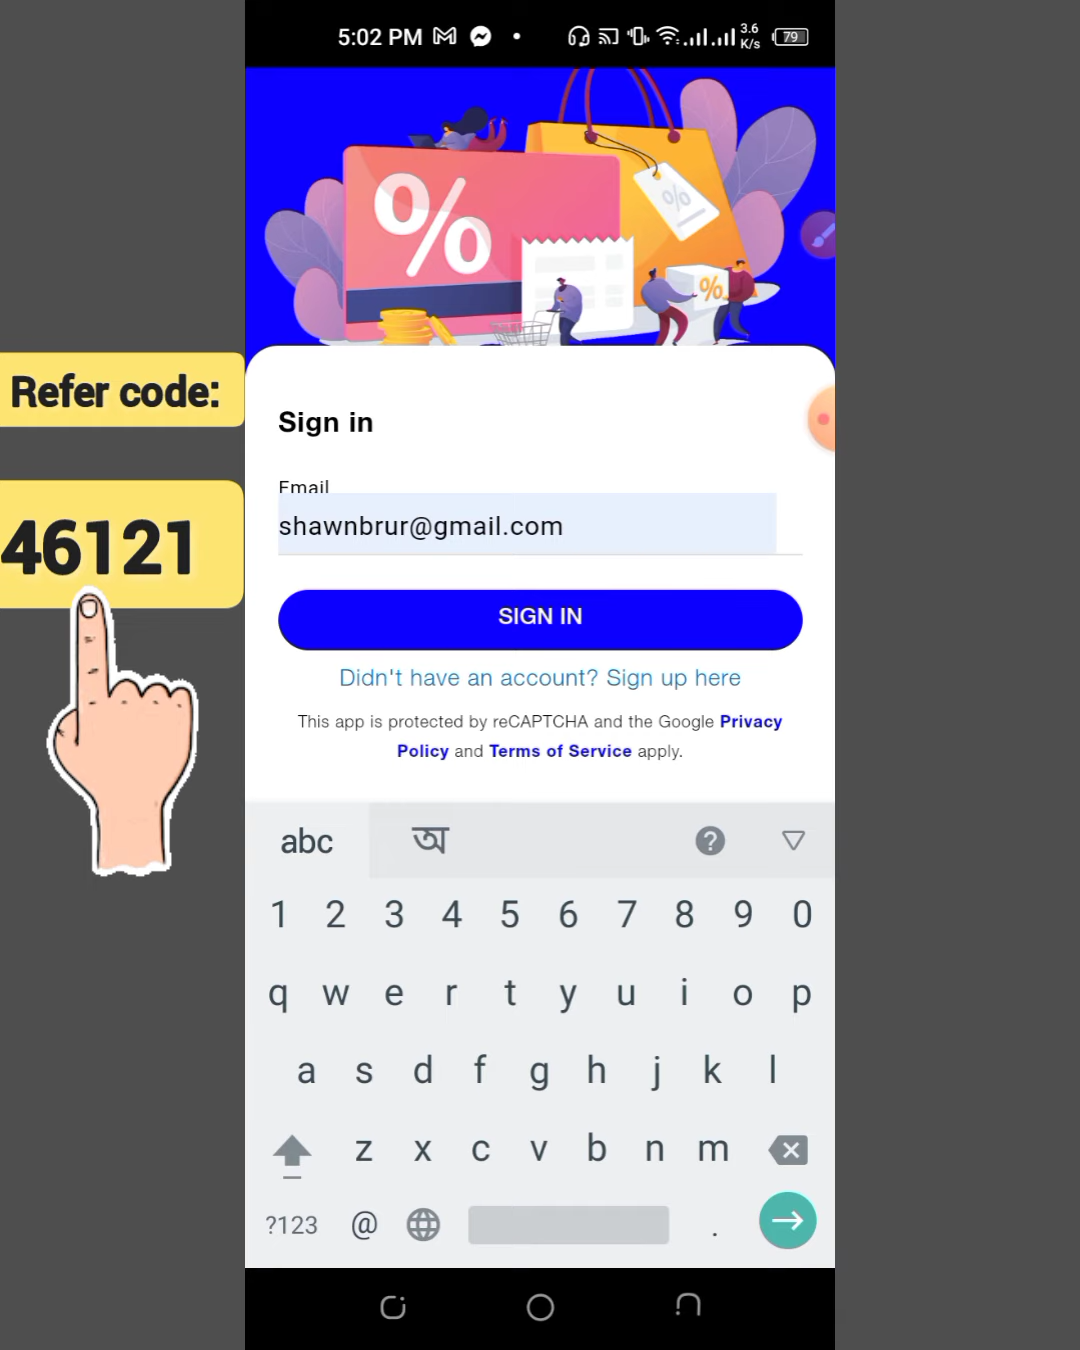 5:02 PM
3.6
K/s
79
%
%
%
Refer code:
46121
Sign in
Email
shawnbrur@gmail.com
SIGN IN
Didn't have an account? Sign up here
This app is protected by reCAPTCHA and the Google Privacy
Policy and Terms of Service apply.
abc অ ?
1 2 3 4 5 6 7 8 9 0
q w e r t y u i o p
a s d f g h j k l
z x c v b n m
?123 @ .